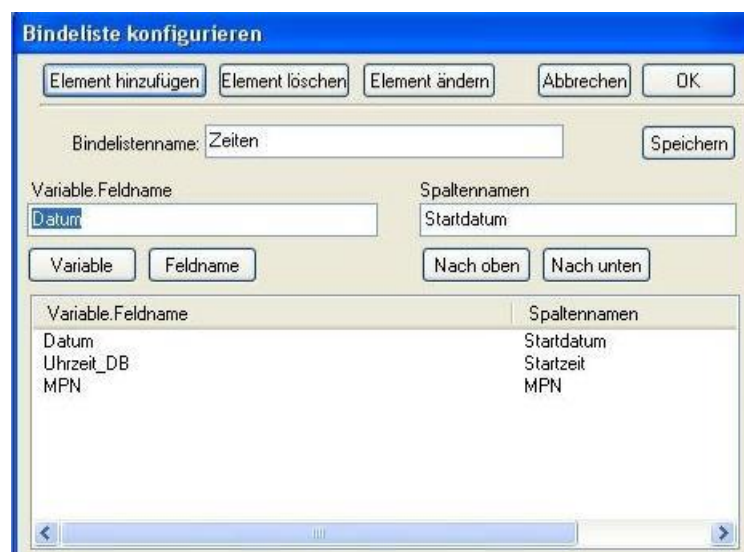 Bindeliste konfigurieren
Element hinzufügen Element löschen Element ändern Abbrechen OK
Bindelistenname: Zeiten Speichern
Variable.Feldname Spaltennamen
Datum Startdatum
Variable Feldname Nach oben Nach unten
Variable.Feldname Spaltennamen
Datum Startdatum
Uhrzeit_DB Startzeit
MPN MPN